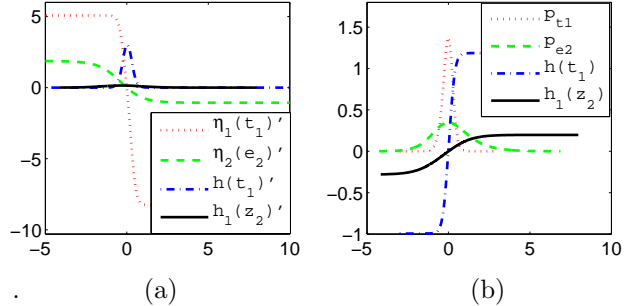 5
0
-5
-10
-5
0
5
10
η1(t1)′
η2(e2)′
h(t1)′
h1(z2)′
1.5
1
0.5
0
-0.5
-1
-5
0
5
10
pt1
pe2
h(t1)
h1(z2)
.
(a)
(b)